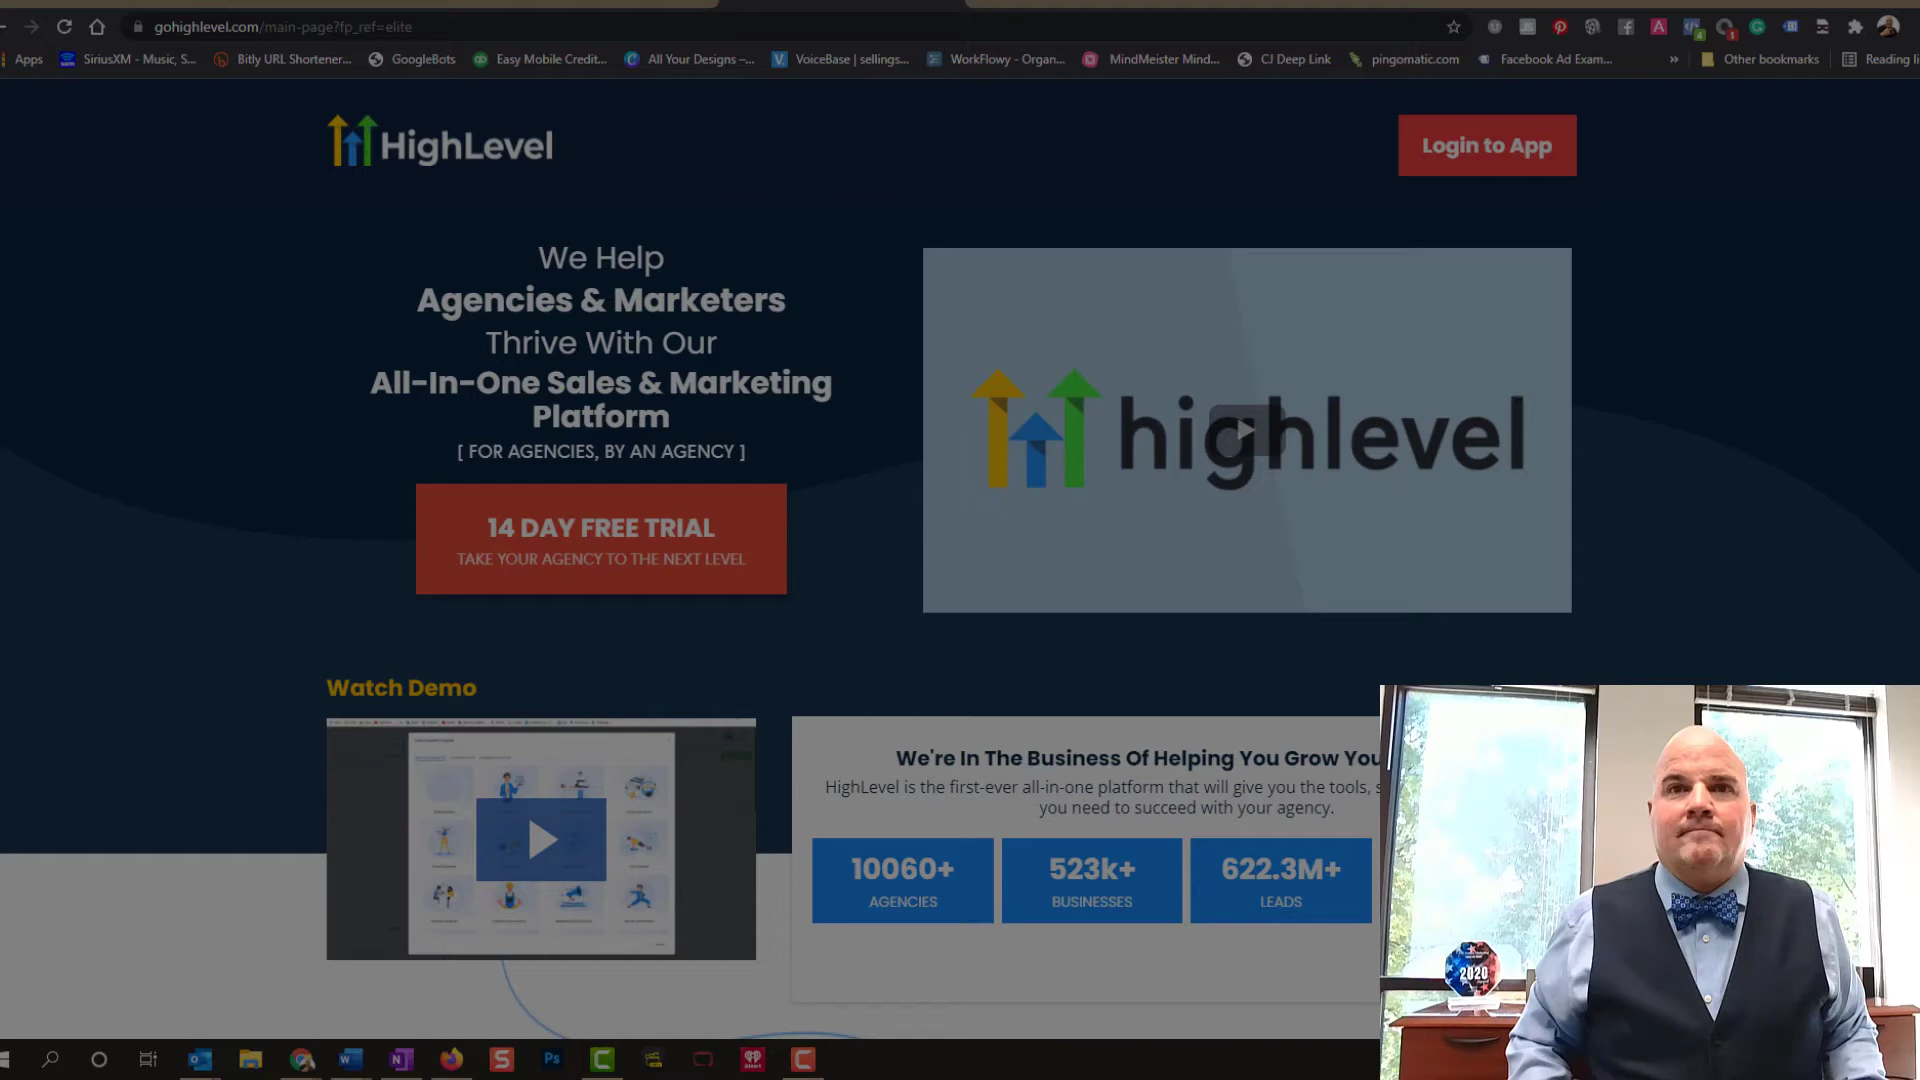 gohighlevel.com/main-page?fp_ref=elite
Apps
SiriusXM - Music, S...
Bitly URL Shortener...
GoogleBots
Easy Mobile Credit...
All Your Designs –...
VoiceBase | sellings...
WorkFlowy - Organ...
MindMeister Mind...
CJ Deep Link
pingomatic.com
Facebook Ad Exam...
»
Other bookmarks
Reading li
HighLevel
Login to App
We Help
Agencies & Marketers
Thrive With Our
All-In-One Sales & Marketing
Platform
[ FOR AGENCIES, BY AN AGENCY ]
14 DAY FREE TRIAL
TAKE YOUR AGENCY TO THE NEXT LEVEL
highlevel
Watch Demo
We're In The Business Of Helping You Grow You
HighLevel is the first-ever all-in-one platform that will give you the tools, s
you need to succeed with your agency.
10060+
AGENCIES
523k+
BUSINESSES
622.3M+
LEADS
2020